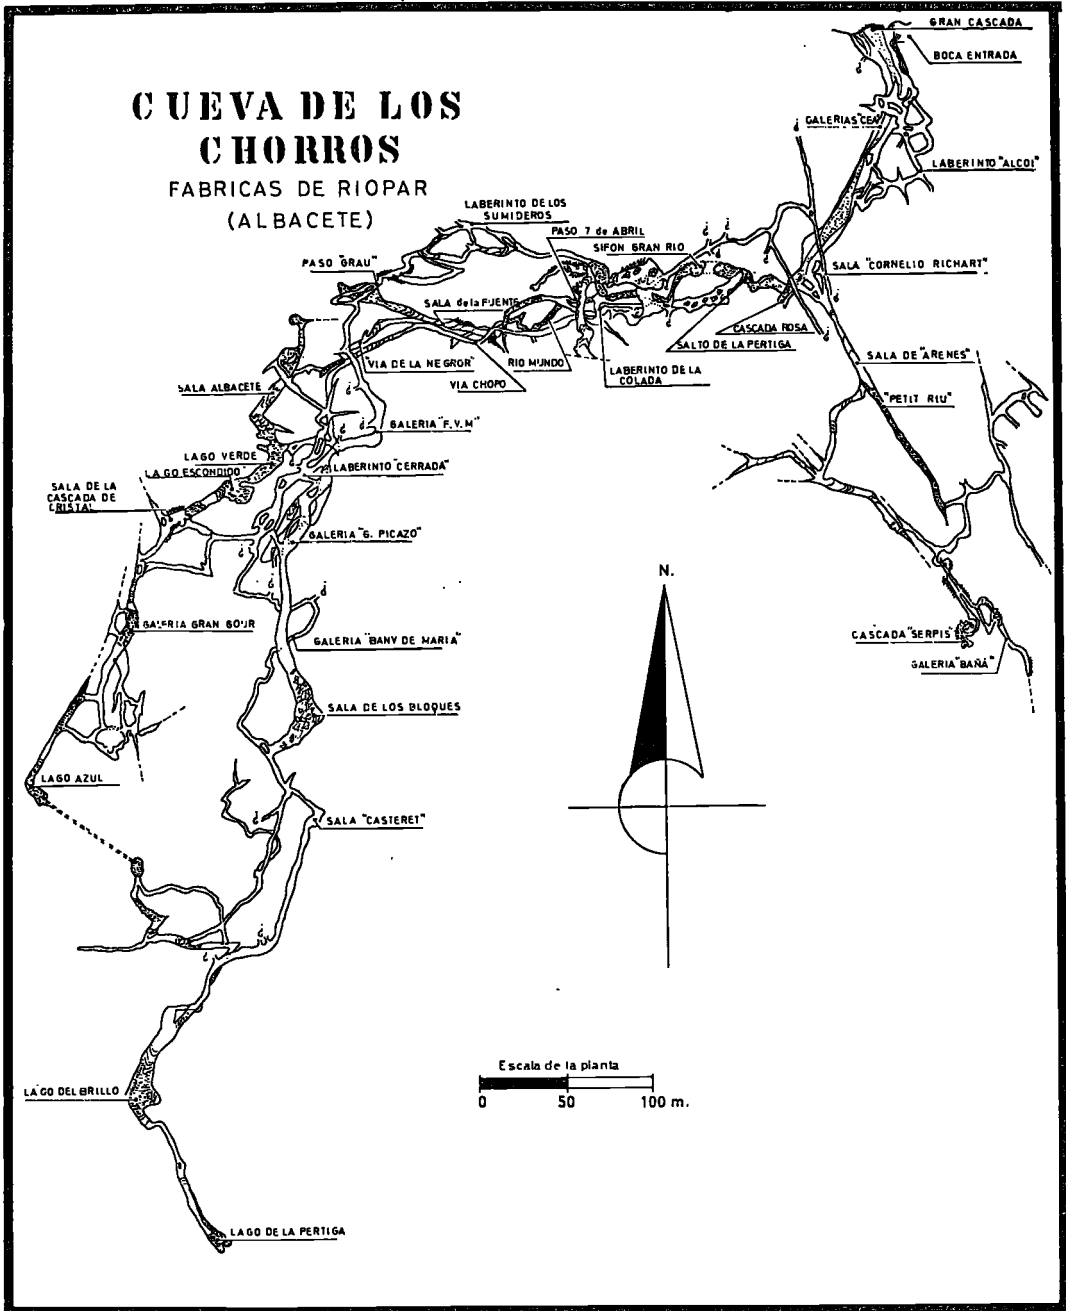 CUEVA DE LOS
CHORROS
FABRICAS DE RIOPAR
(ALBACETE)
GRAN CASCADA
BOCA ENTRADA
GALERIAS "CEA"
LABERINTO "ALCOI"
LABERINTO DE LOS
SUMIDEROS
PASO 7 de ABRIL
SIFON GRAN RIO
PASO "GRAU"
SALA "CORNELIO RICHART"
SALA de la FUENTE
CASCADA ROSA
SALTO DE LA PERTIGA
"VIA DE LA NEGROR"
RIO MUNDO
LABERINTO DE LA
COLADA
VIA CHOPO
SALA DE "ARENES"
SALA ALBACETE
"PETIT RIU"
GALERIA "F.V.M"
LAGO VERDE
LAGO ESCONDIDO
LABERINTO "CERRADA"
SALA DE LA
CASCADA DE
CRISTAL
GALERIA "G. PICAZO"
N.
GALERIA GRAN GOUR
GALERIA "BANY DE MARIA"
CASCADA "SERPIS"
GALERIA "BAÑÁ"
SALA DE LOS BLOQUES
LAGO AZUL
SALA "CASTERET"
Escala de la planta
0 50 100 m.
LAGO DEL BRILLO
LAGO DE LA PERTIGA